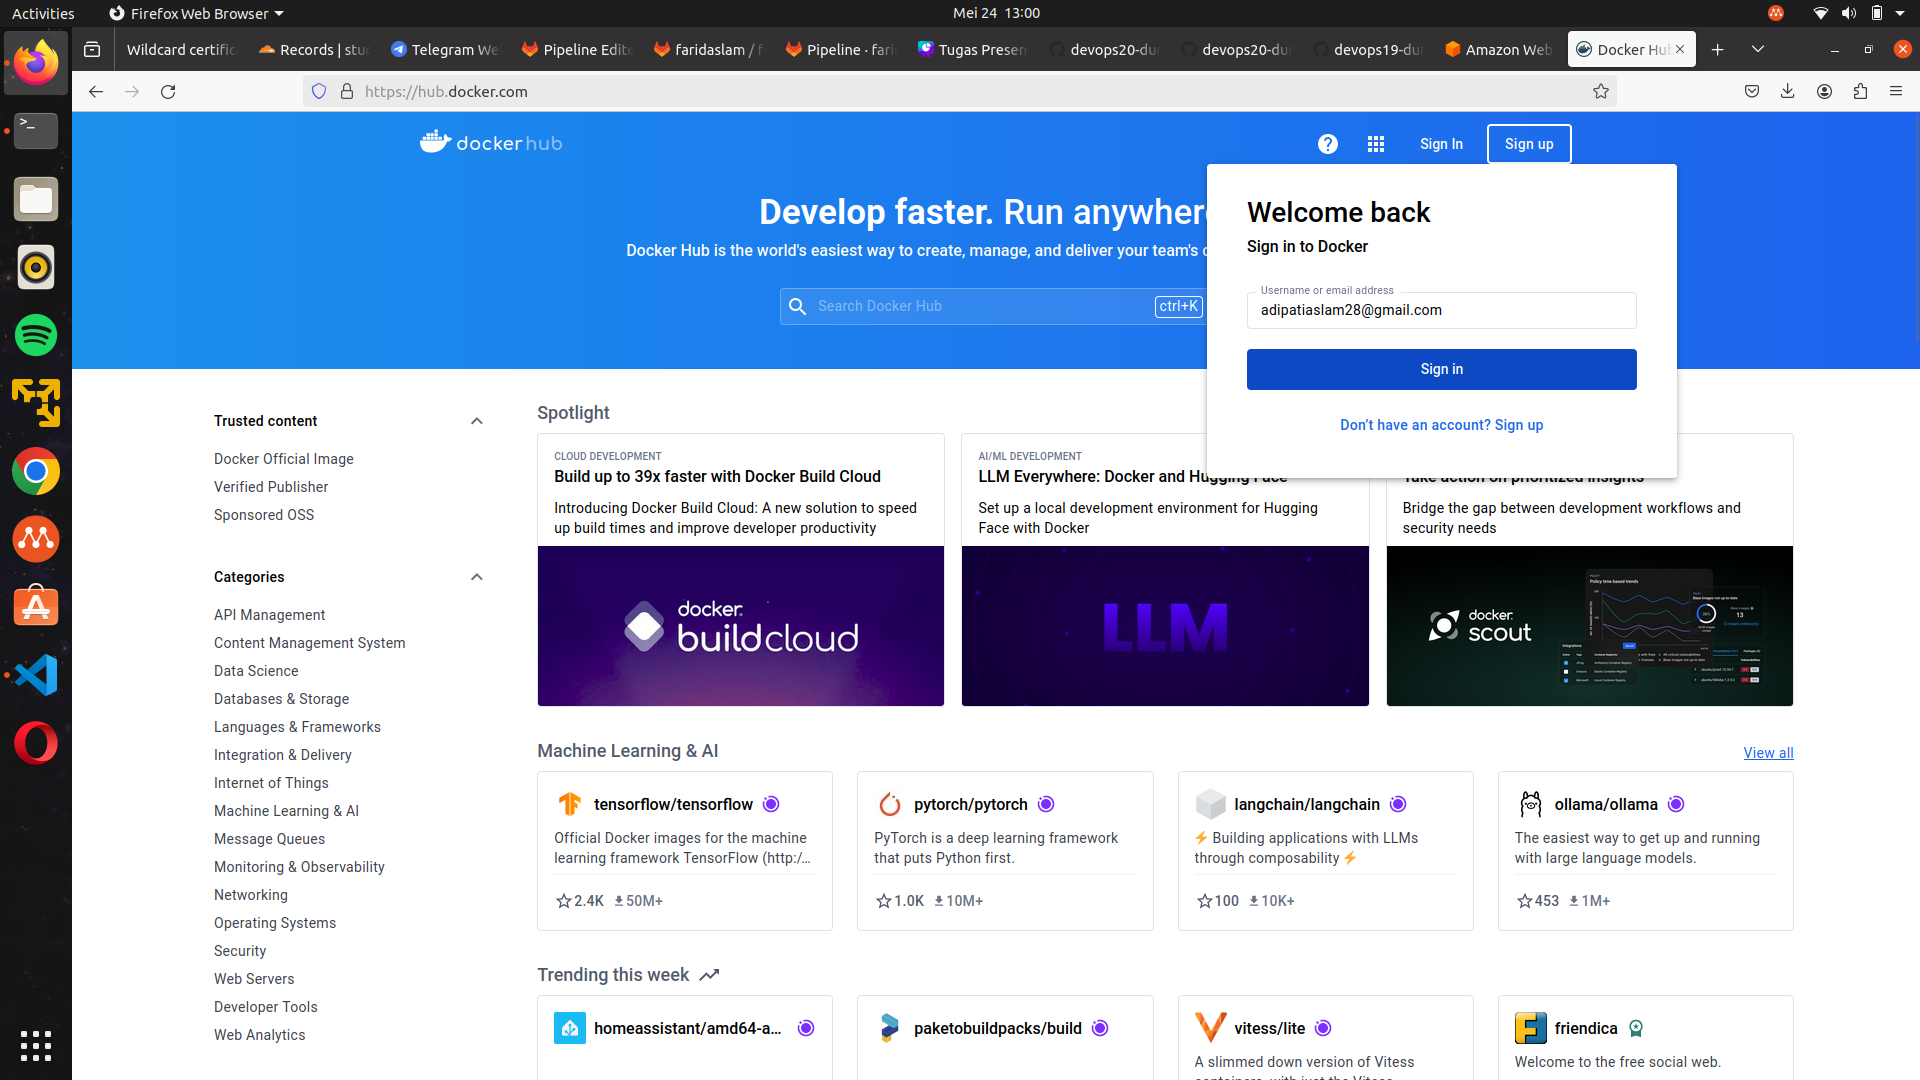 Activities
Firefox Web Browser
Mei 24 13:00
Wildcard certific
Records | stu
Telegram We
Pipeline Edito
faridaslam / f
Pipeline · fari
Tugas Presen
devops20-du
devops20-du
devops19-du
Amazon Web
Docker Hu
https://hub.docker.com
docker hub
Sign In
Sign up
Develop faster. Run anywhere
Docker Hub is the world's easiest way to create, manage, and deliver your team's
Search Docker Hub
ctrl+K
Welcome back
Sign in to Docker
Username or email address
adipatiaslam28@gmail.com
Sign in
Don't have an account? Sign up
Trusted content
Docker Official Image
Verified Publisher
Sponsored OSS
Categories
API Management
Content Management System
Data Science
Databases & Storage
Languages & Frameworks
Integration & Delivery
Internet of Things
Machine Learning & AI
Message Queues
Monitoring & Observability
Networking
Operating Systems
Security
Web Servers
Developer Tools
Web Analytics
Spotlight
CLOUD DEVELOPMENT
Build up to 39x faster with Docker Build Cloud
Introducing Docker Build Cloud: A new solution to speed
up build times and improve developer productivity
docker
build cloud
AI/ML DEVELOPMENT
LLM Everywhere: Docker and Hugging Face
Set up a local development environment for Hugging
Face with Docker
LLM
Take action on prioritized insights
Bridge the gap between development workflows and
security needs
docker
scout
Policy time based trends
Machine Learning & AI
View all
tensorflow/tensorflow
Official Docker images for the machine
learning framework TensorFlow (http:/...
2.4K 50M+
pytorch/pytorch
PyTorch is a deep learning framework
that puts Python first.
1.0K 10M+
langchain/langchain
⚡ Building applications with LLMs
through composability ⚡
100 10K+
ollama/ollama
The easiest way to get up and running
with large language models.
453 1M+
Trending this week
homeassistant/amd64-a...
paketobuildpacks/build
vitess/lite
A slimmed down version of Vitess
containers, with just the Vitess
friendica
Welcome to the free social web.